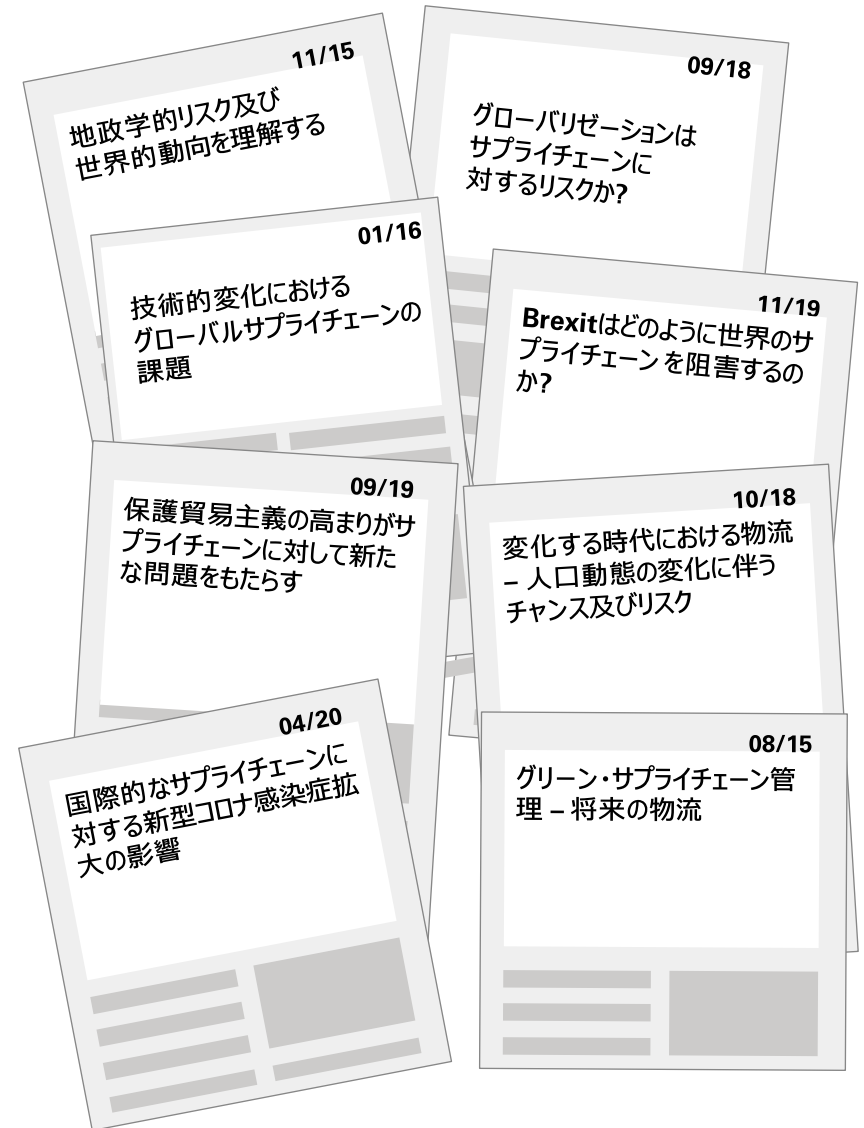 11/15
地政学的リスク及び
世界的動向を理解する
09/18
グローバリゼーションは
サプライチェーンに
対するリスクか?
01/16
技術的変化における
グローバルサプライチェーンの
課題
11/19
Brexitはどのように世界のサ
プライチェーン を阻害するの
か?
09/19
保護貿易主義の高まりがサ
プライチェーンに対して新た
な問題をもたらす
10/18
変化する時代における物流
– 人口動態の変化に伴う
チャンス及びリスク
04/20
国際的なサプライチェーンに
対する新型コロナ感染症拡
大の影響
08/15
グリーン・サプライチェーン管
理 – 将来の物流